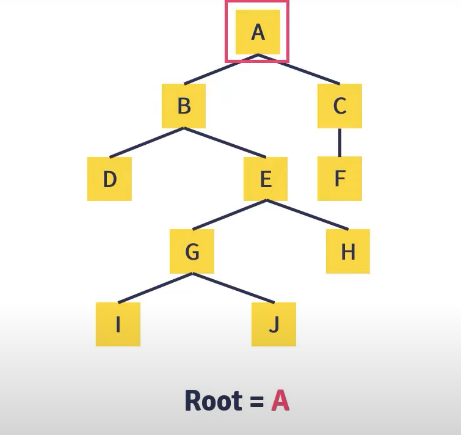 A
B C
D E F
G H
I J
Root = A